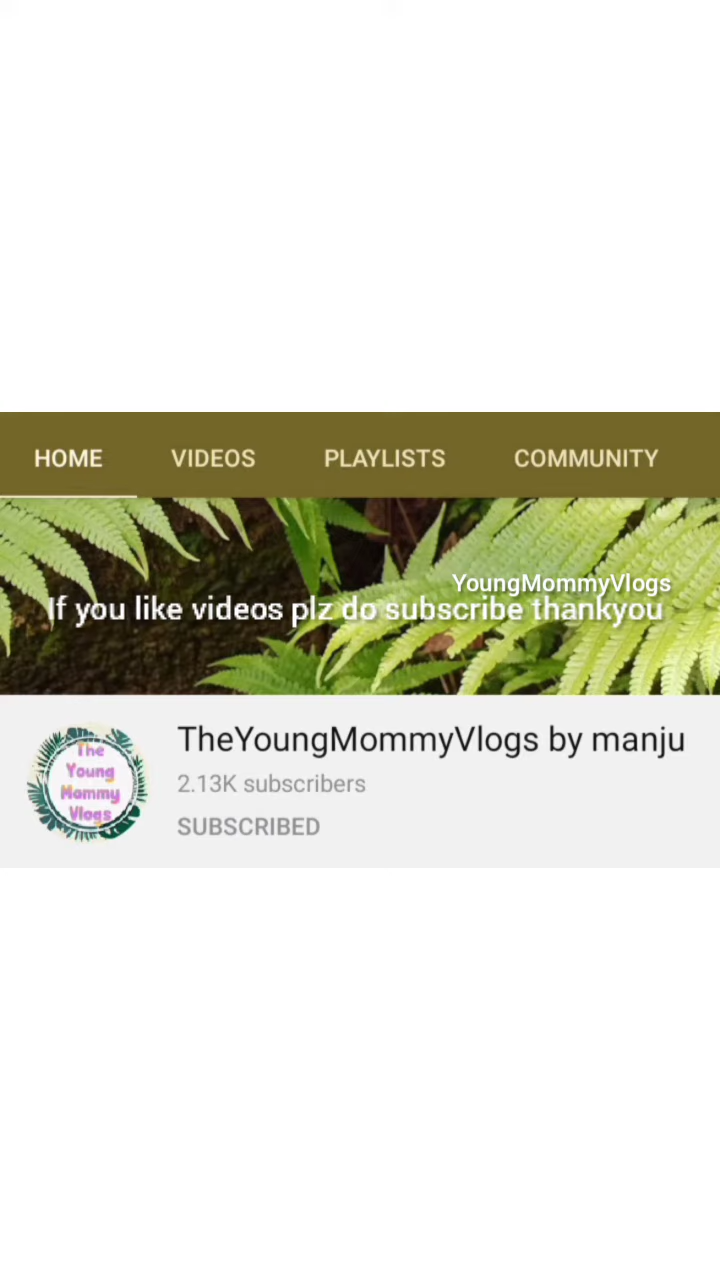 HOME VIDEOS PLAYLISTS COMMUNITY
YoungMommyVlogs
If you like videos plz do subscribe thankyou
TheYoungMommyVlogs by manju
2.13K subscribers
SUBSCRIBED
The
Young
Mommy
Vlogs